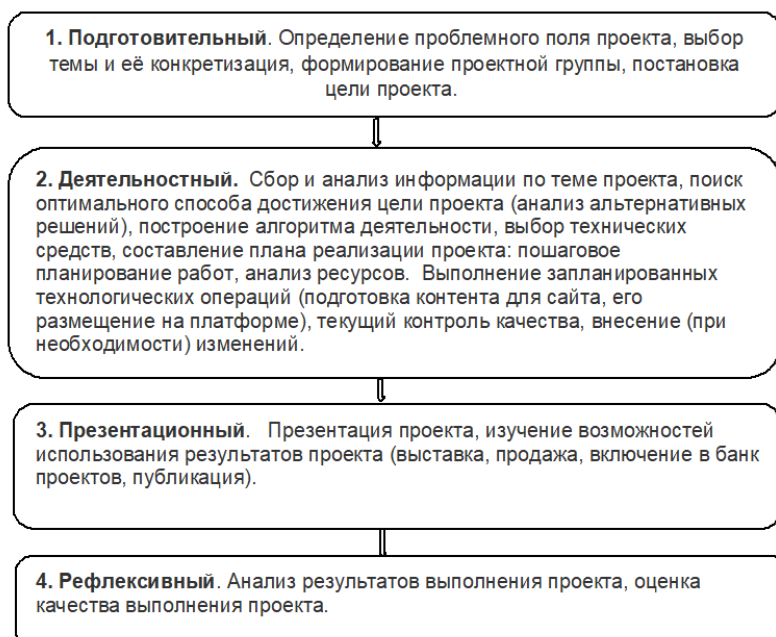 1. Подготовительный. Определение проблемного поля проекта, выбор
темы и её конкретизация, формирование проектной группы, постановка
цели проекта.
2. Деятельностный. Сбор и анализ информации по теме проекта, поиск
оптимального способа достижения цели проекта (анализ альтернативных
решений), построение алгоритма деятельности, выбор технических
средств, составление плана реализации проекта: пошаговое
планирование работ, анализ ресурсов. Выполнение запланированных
технологических операций (подготовка контента для сайта, его
размещение на платформе), текущий контроль качества, внесение (при
необходимости) изменений.
3. Презентационный. Презентация проекта, изучение возможностей
использования результатов проекта (выставка, продажа, включение в банк
проектов, публикация).
4. Рефлексивный. Анализ результатов выполнения проекта, оценка
качества выполнения проекта.